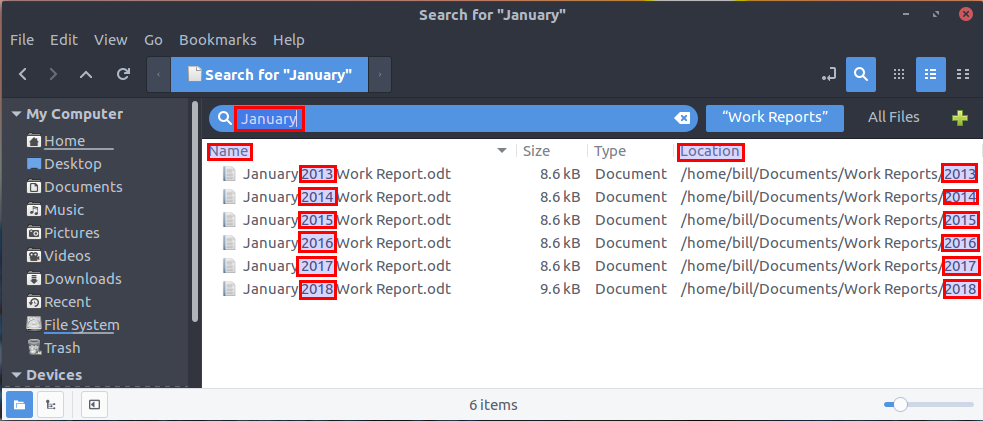 Search for "January"
File Edit View Go Bookmarks Help
Search for "January"
My Computer
Home
Desktop
Documents
Music
Pictures
Videos
Downloads
Recent
File System
Trash
Devices
January
"Work Reports" All Files
Name Size Type Location
January 2013 Work Report.odt 8.6 kB Document /home/bill/Documents/Work Reports/2013
January 2014 Work Report.odt 8.6 kB Document /home/bill/Documents/Work Reports/2014
January 2015 Work Report.odt 8.6 kB Document /home/bill/Documents/Work Reports/2015
January 2016 Work Report.odt 8.6 kB Document /home/bill/Documents/Work Reports/2016
January 2017 Work Report.odt 8.6 kB Document /home/bill/Documents/Work Reports/2017
January 2018 Work Report.odt 9.6 kB Document /home/bill/Documents/Work Reports/2018
6 items